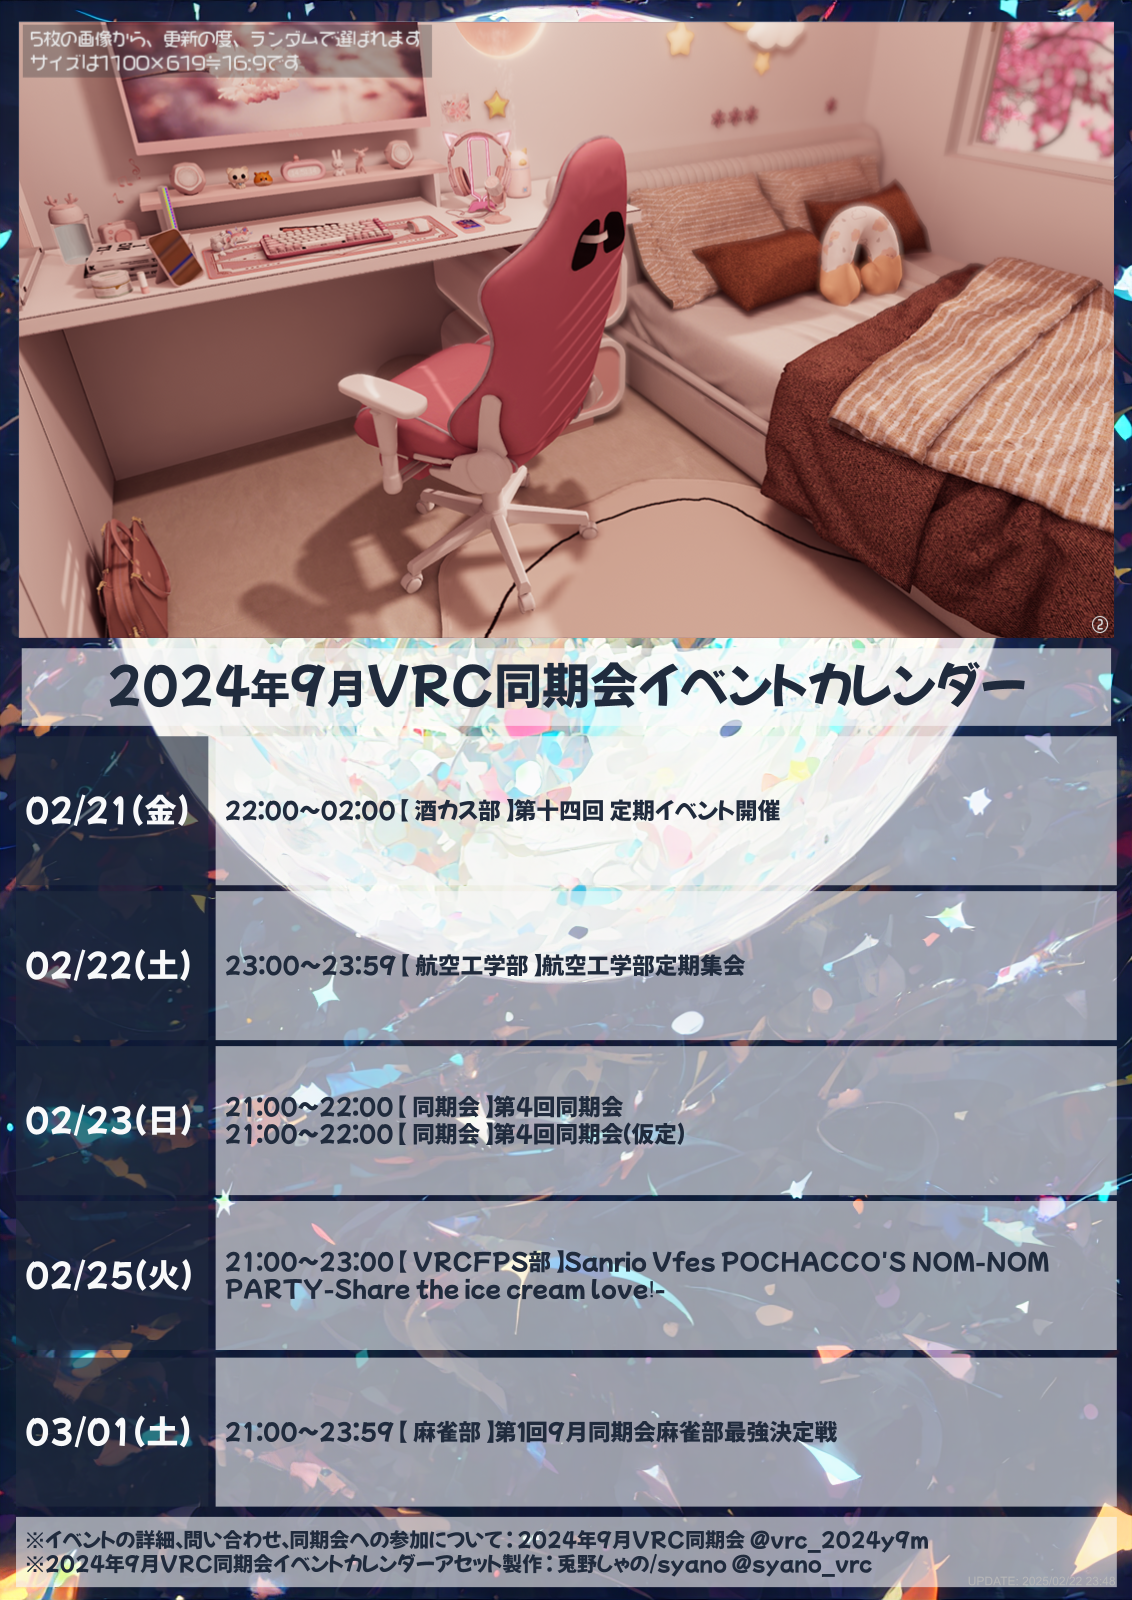 5枚の画像から、更新の度、ランダムで選ばれます
サイズは1100×619≒16:9です
②
2024年9月VRC同期会イベントカレンダー
02/21(金)
22:00~02:00【 酒カス部 】第十四回 定期イベント開催
02/22(土)
23:00~23:59【 航空工学部 】航空工学部定期集会
02/23(日)
21:00~22:00【 同期会 】第4回同期会
21:00~22:00【 同期会 】第4回同期会(仮定)
02/25(火)
21:00~23:00【 VRCFPS部 】Sanrio Vfes POCHACCO'S NOM-NOM
PARTY-Share the ice cream love!-
03/01(土)
21:00~23:59【 麻雀部 】第1回9月同期会麻雀部最強決定戦
※イベントの詳細、問い合わせ、同期会への参加について：2024年9月VRC同期会 @vrc_2024y9m
※2024年9月VRC同期会イベントカレンダーアセット製作：兎野しゃの/syano @syano_vrc
UPDATE: 2025/02/22 23:48